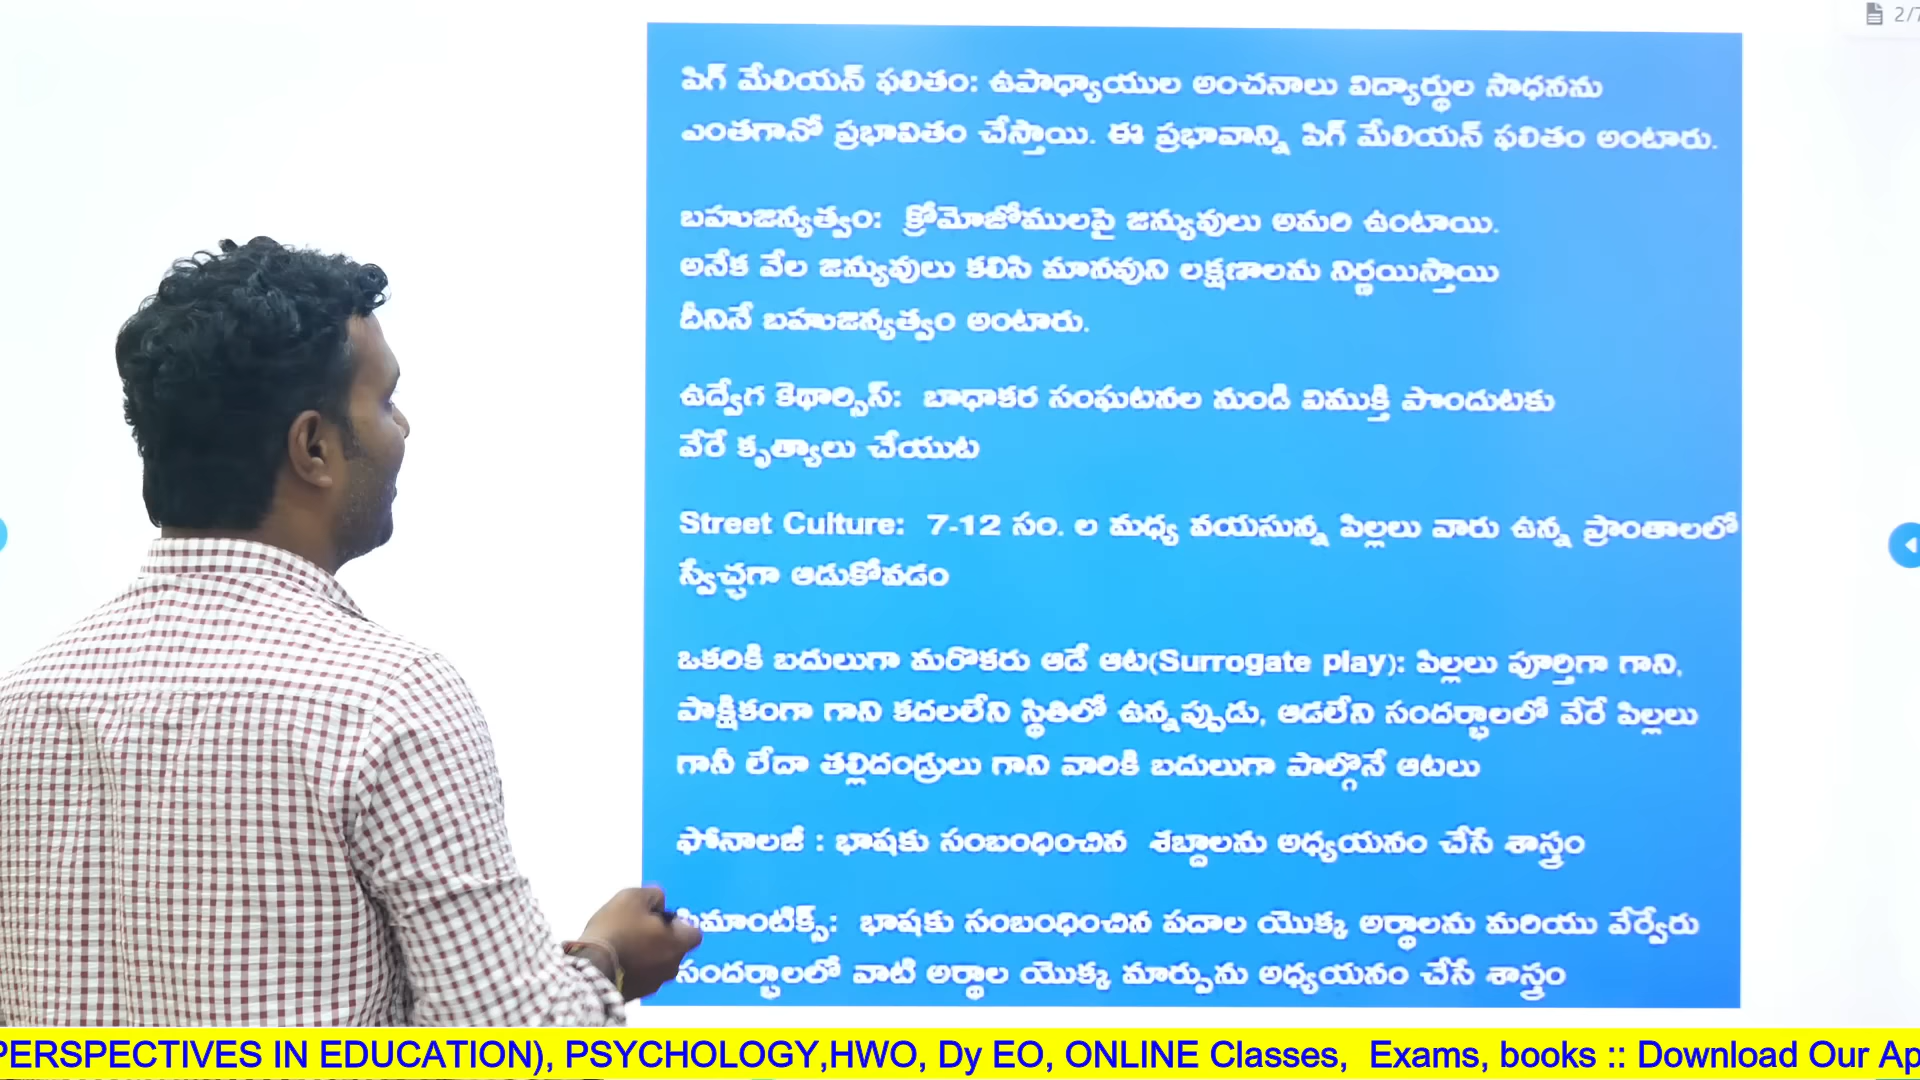 2/7
పిగ్ మేలియన్ ఫలితం: ఉపాధ్యాయుల అంచనాలు విద్యార్థుల సాధనను
ఎంతగానో ప్రభావితం చేస్తాయి. ఈ ప్రభావాన్ని పిగ్ మేలియన్ ఫలితం అంటారు.
బహుజన్యత్వం: క్రోమోజోములపై జన్యువులు అమరి ఉంటాయి.
అనేక వేల జన్యువులు కలిసి మానవుని లక్షణాలను నిర్ణయిస్తాయి
దీనినే బహుజన్యత్వం అంటారు.
ఉద్వేగ కెథార్సిస్: బాధాకర సంఘటనల నుండి విముక్తి పొందుటకు
వేరే కృత్యాలు చేయుట
Street Culture: 7-12 సం. ల మధ్య వయసున్న పిల్లలు వారు ఉన్న ప్రాంతాలలో
స్వేచ్ఛగా ఆడుకోవడం
ఒకరికి బదులుగా మరొకరు ఆడే ఆట(Surrogate play): పిల్లలు పూర్తిగా గాని,
పాక్షికంగా గాని కదలలేని స్థితిలో ఉన్నప్పుడు, ఆడలేని సందర్భాలలో వేరే పిల్లలు
గానీ లేదా తల్లిదండ్రులు గాని వారికి బదులుగా పాల్గొనే ఆటలు
ఫోనాలజీ : భాషకు సంబంధించిన శబ్దాలను అధ్యయనం చేసే శాస్త్రం
సిమాంటిక్స్: భాషకు సంబంధించిన పదాల యొక్క అర్థాలను మరియు వేర్వేరు
సందర్భాలలో వాటి అర్థాల యొక్క మార్పును అధ్యయనం చేసే శాస్త్రం
PERSPECTIVES IN EDUCATION), PSYCHOLOGY,HWO, Dy EO, ONLINE Classes, Exams, books :: Download Our Ap